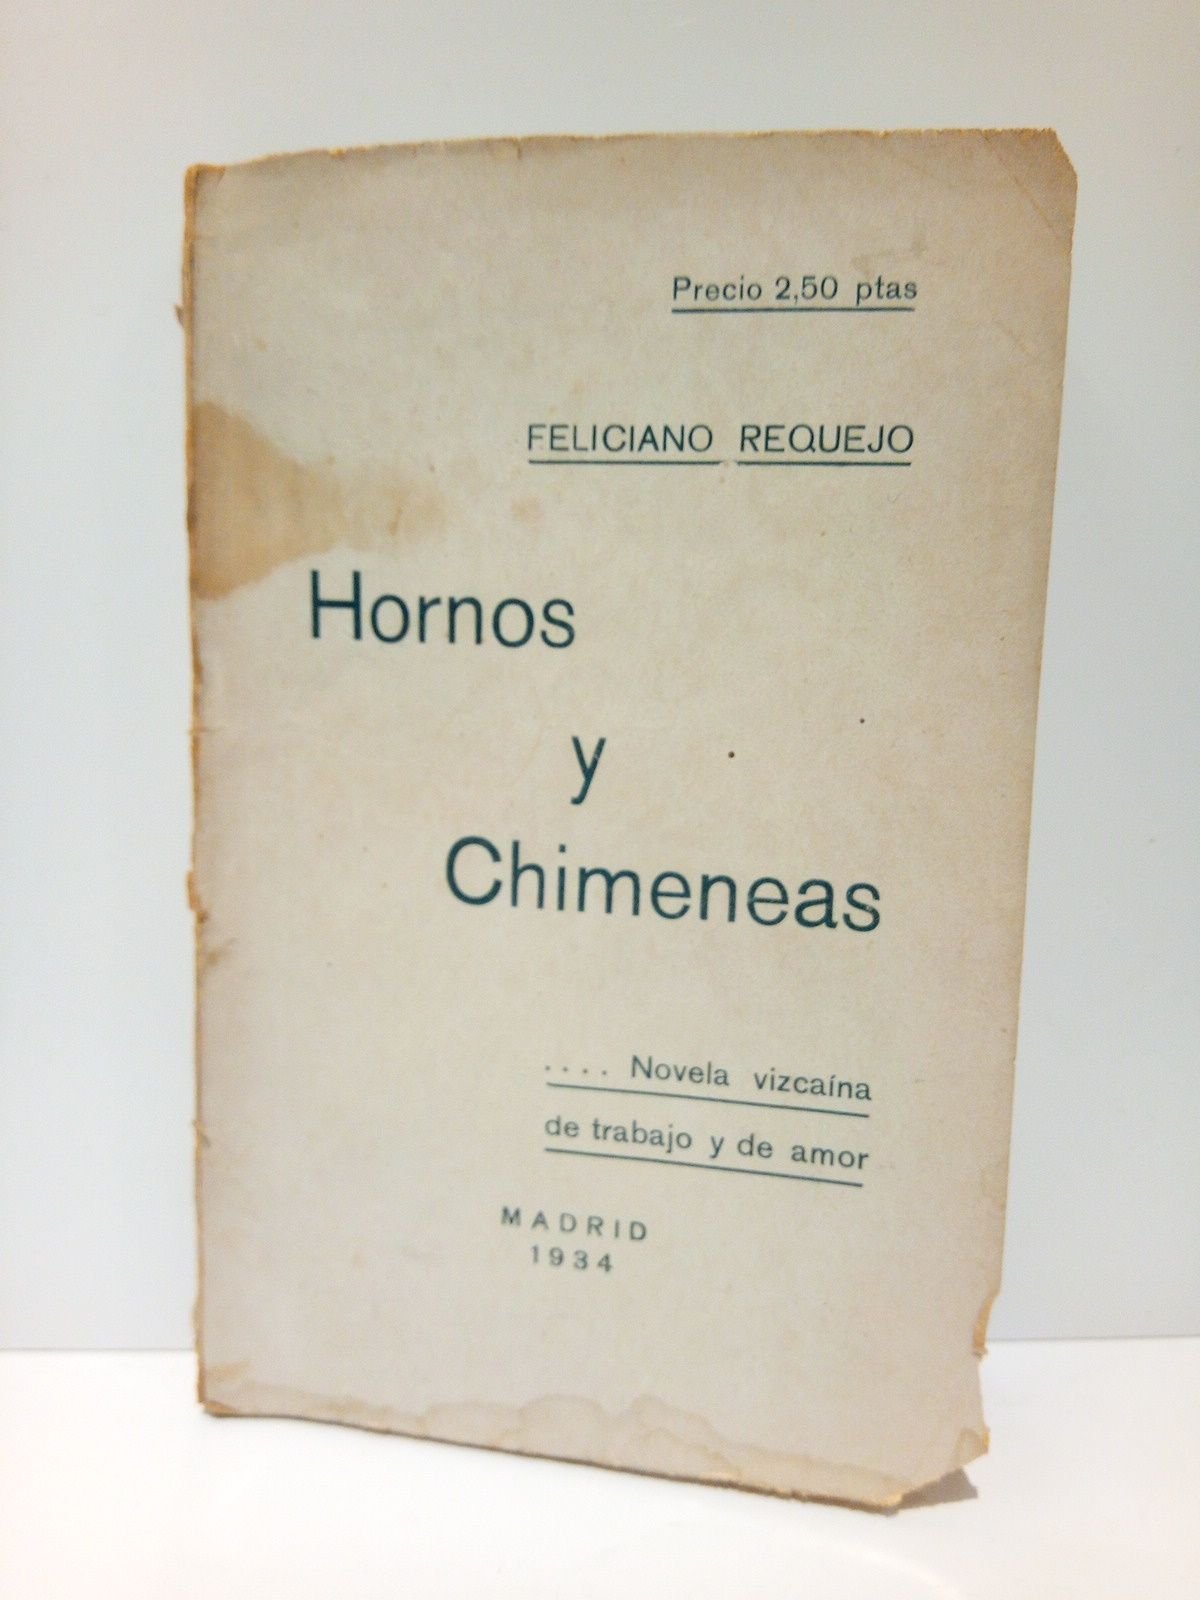 Precio 2,50 ptas
FELICIANO REQUEJO
Hornos
y
Chimeneas
.... Novela vizcaína
de trabajo y de amor
MADRID
1934